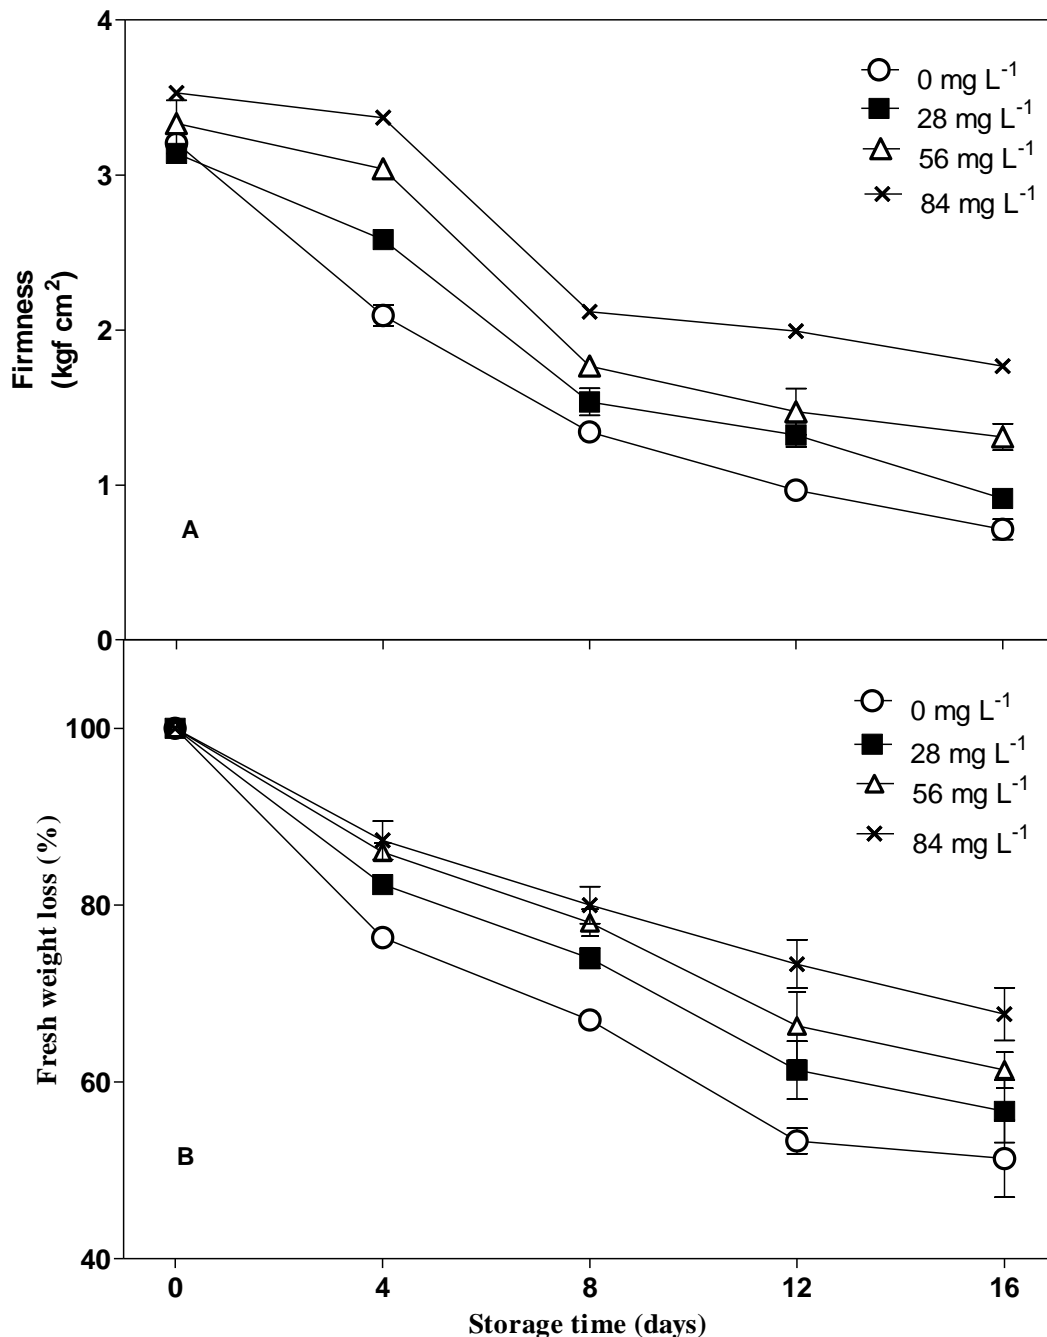 4
3
2
1
0
Firmness
(kgf cm²)
0 mg L⁻¹
28 mg L⁻¹
56 mg L⁻¹
84 mg L⁻¹
A
100
80
60
40
Fresh weight loss (%)
0 mg L⁻¹
28 mg L⁻¹
56 mg L⁻¹
84 mg L⁻¹
B
0 4 8 12 16
Storage time (days)